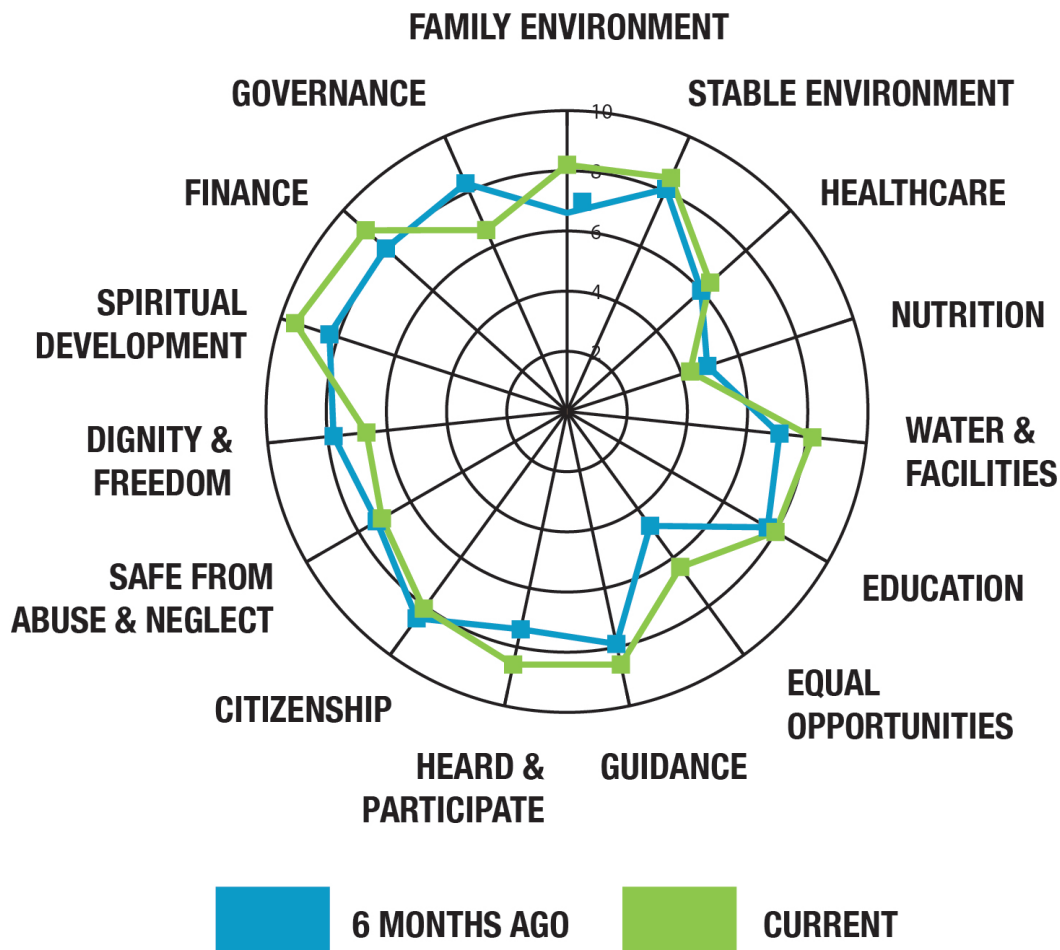 FAMILY ENVIRONMENT
GOVERNANCE
STABLE ENVIRONMENT
10
FINANCE
HEALTHCARE
8
6
SPIRITUAL
DEVELOPMENT
NUTRITION
4
2
DIGNITY &
FREEDOM
WATER &
FACILITIES
SAFE FROM
ABUSE & NEGLECT
EDUCATION
CITIZENSHIP
EQUAL
OPPORTUNITIES
HEARD &
PARTICIPATE
GUIDANCE
6 MONTHS AGO
CURRENT